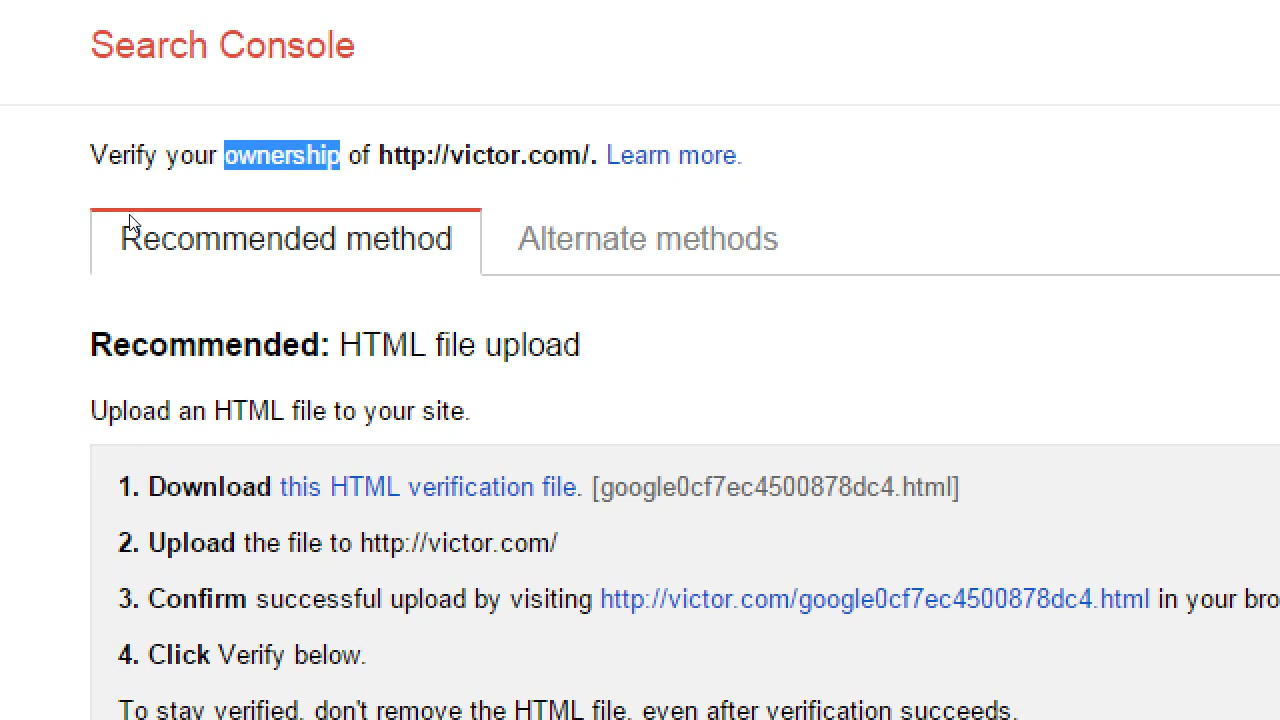 Search Console
Verify your ownership of http://victor.com/. Learn more.
Recommended method Alternate methods
Recommended: HTML file upload
Upload an HTML file to your site.
1. Download this HTML verification file. [google0cf7ec4500878dc4.html]
2. Upload the file to http://victor.com/
3. Confirm successful upload by visiting http://victor.com/google0cf7ec4500878dc4.html in your bro
4. Click Verify below.
To stay verified, don't remove the HTML file, even after verification succeeds.